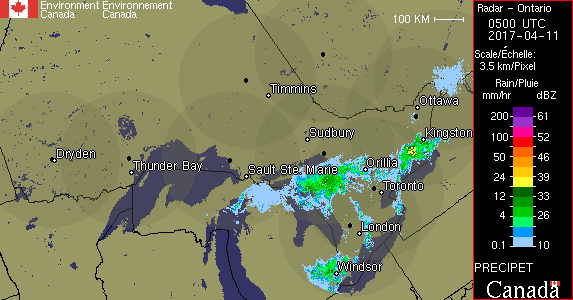 Environment Environnement
Canada Canada
100 KM
Radar - Ontario
0500 UTC
2017-04-11
Scale/Échelle:
3.5 km/Pixel
Rain/Pluie
mm/hr dBZ
200 61
100 52
50 46
24 39
12 33
4 26
0.1 10
PRECIPET
Canada
Timmins
Ottawa
Sudbury
Kingston
Dryden
Thunder Bay
Sault Ste. Marie
Orillia
Toronto
London
Windsor